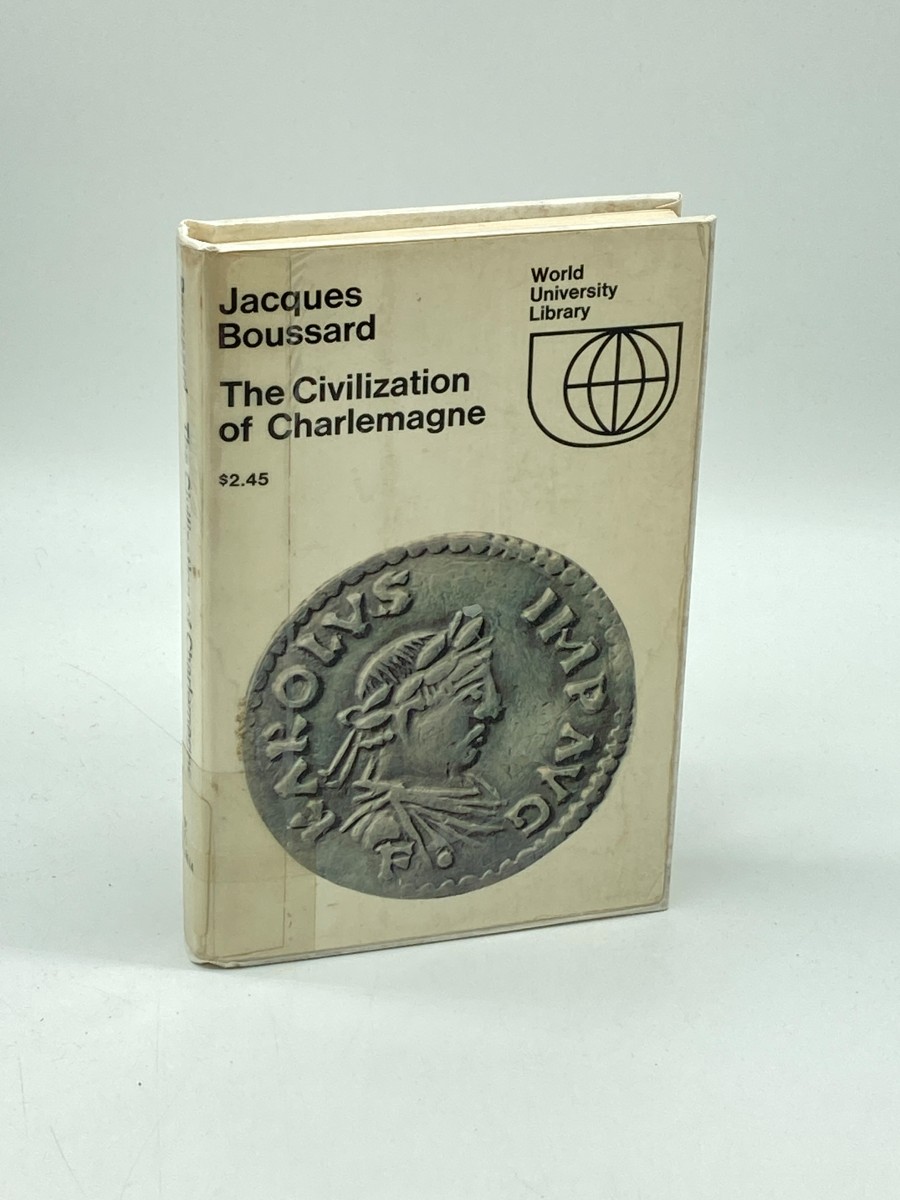 Jacques
Boussard
The Civilization
of Charlemagne
$2.45
World
University
Library
KAROLVS IMP AVG
F